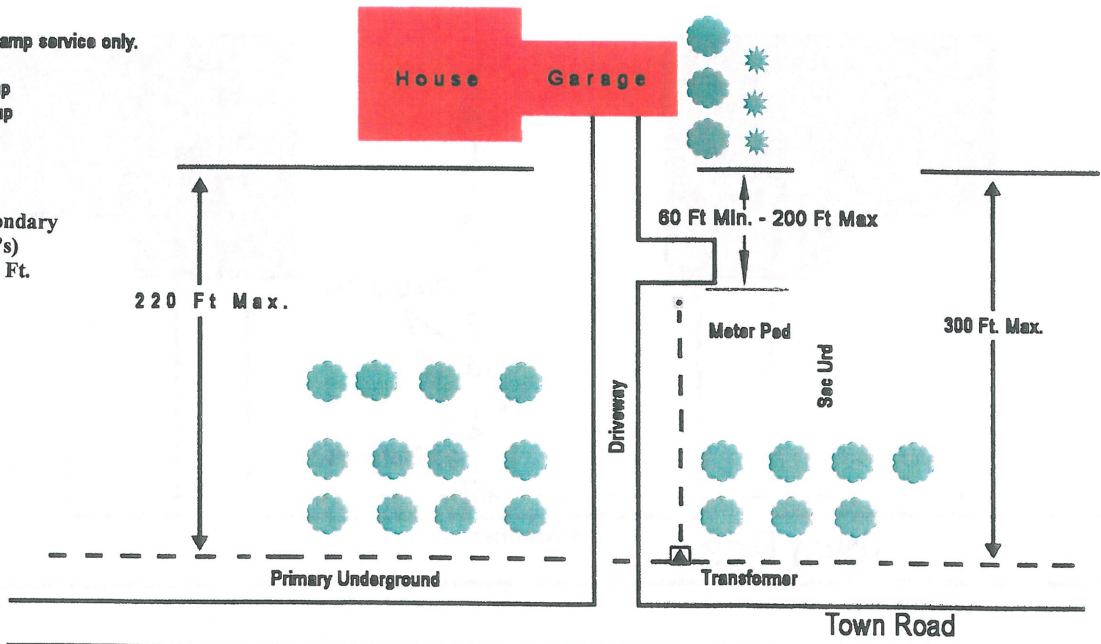 amp service only.
House
Garage
ondary
's)
Ft.
60 Ft Min. - 200 Ft Max
220 Ft Max.
300 Ft. Max.
Meter Ped
Sec Urd
Driveway
Primary Underground
Transformer
Town Road